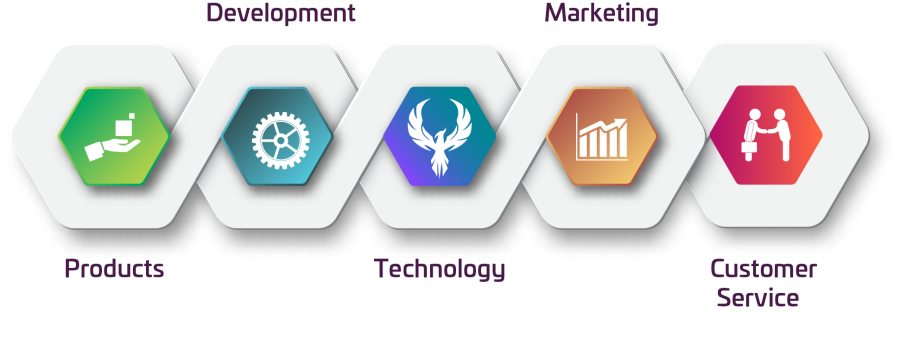 Development
Marketing
Products
Technology
Customer
Service